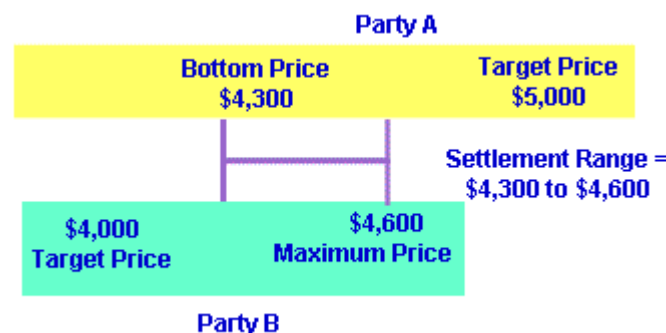 Party A
Bottom Price
$4,300
Target Price
$5,000
Settlement Range =
$4,300 to $4,600
$4,000
Target Price
$4,600
Maximum Price
Party B